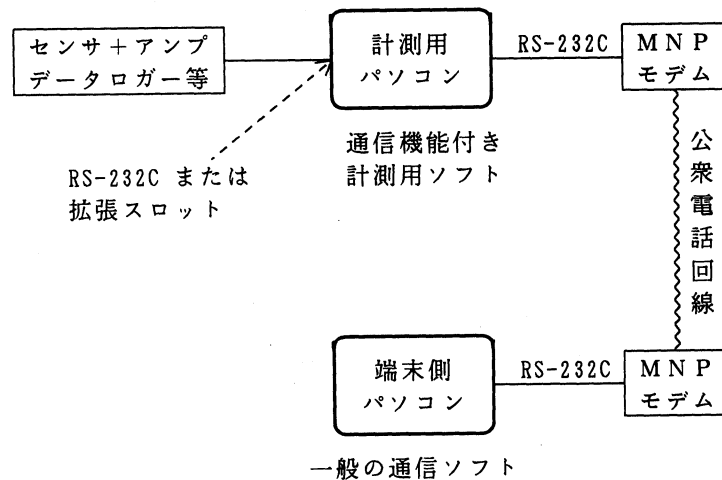 センサ+アンプ
データロガー等
計測用
パソコン
RS-232C
MNP
モデム
通信機能付き
計測用ソフト
RS-232C または
拡張スロット
公衆電話回線
端末側
パソコン
RS-232C
MNP
モデム
一般の通信ソフト